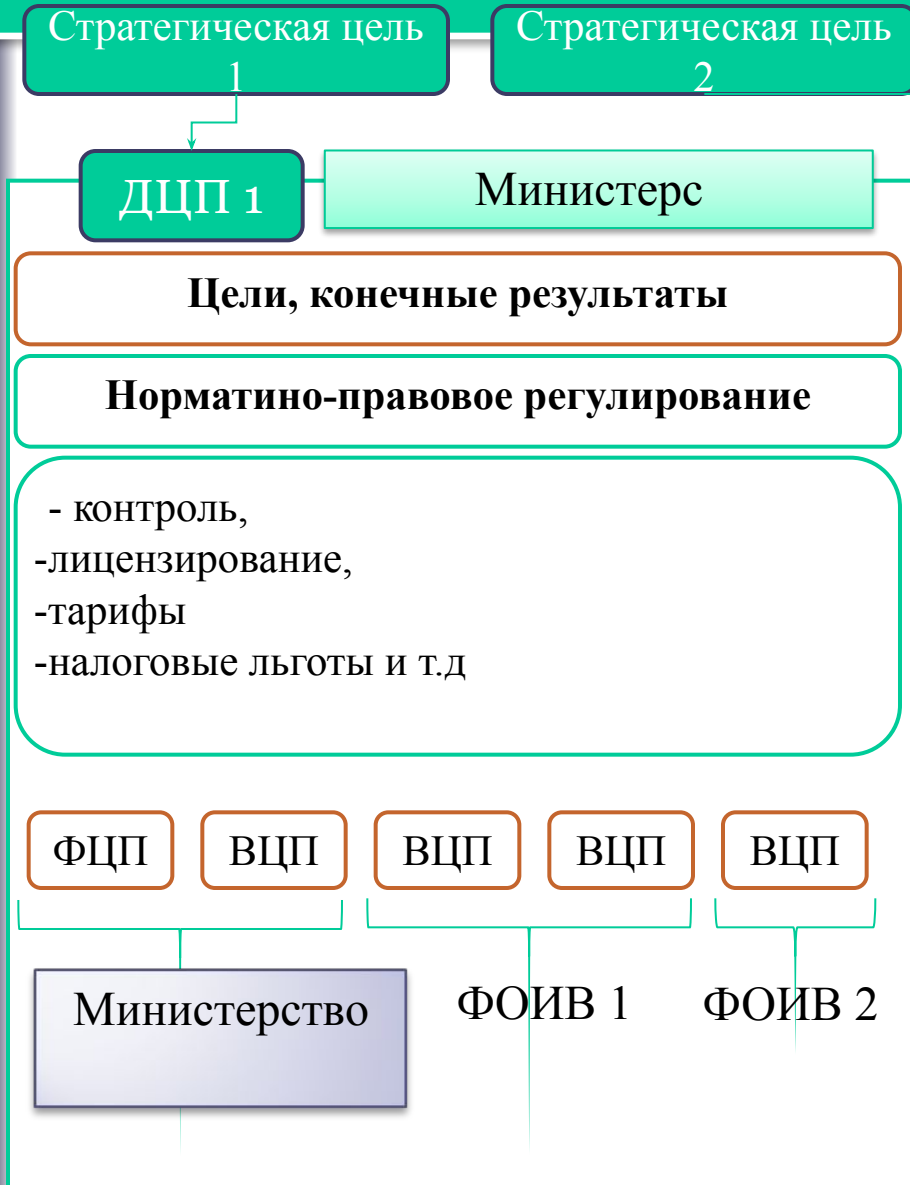 Стратегическая цель
1
Стратегическая цель
2
ДЦП 1
Министерс
Цели, конечные результаты
Норматино-правовое регулирование
- контроль,
-лицензирование,
-тарифы
-налоговые льготы и т.д
ФЦП
ВЦП
ВЦП
ВЦП
ВЦП
Министерство
ФОИВ 1
ФОИВ 2